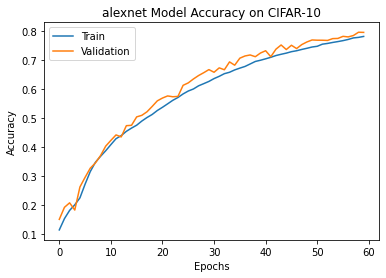 alexnet Model Accuracy on CIFAR-10
Train
Validation
Accuracy
0.8
0.7
0.6
0.5
0.4
0.3
0.2
0.1
0 10 20 30 40 50 60
Epochs